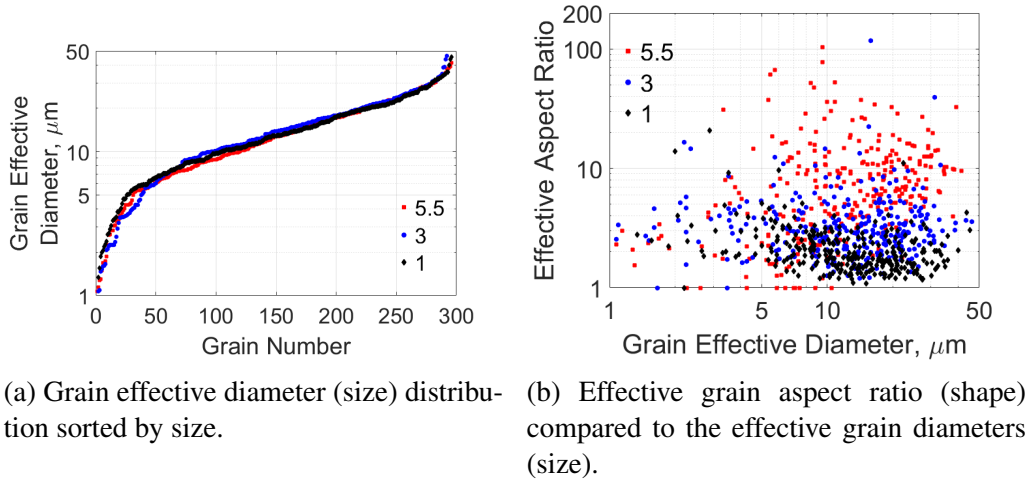 50
10
5
1
0
50
100
150
200
250
300
Grain Effective
Diameter, μm
Grain Number
5.5
3
1
200
100
50
10
5
1
1
5
10
50
Effective Aspect Ratio
Grain Effective Diameter, μm
5.5
3
1
(a) Grain effective diameter (size) distribu-
tion sorted by size.
(b) Effective grain aspect ratio (shape)
compared to the effective grain diameters
(size).